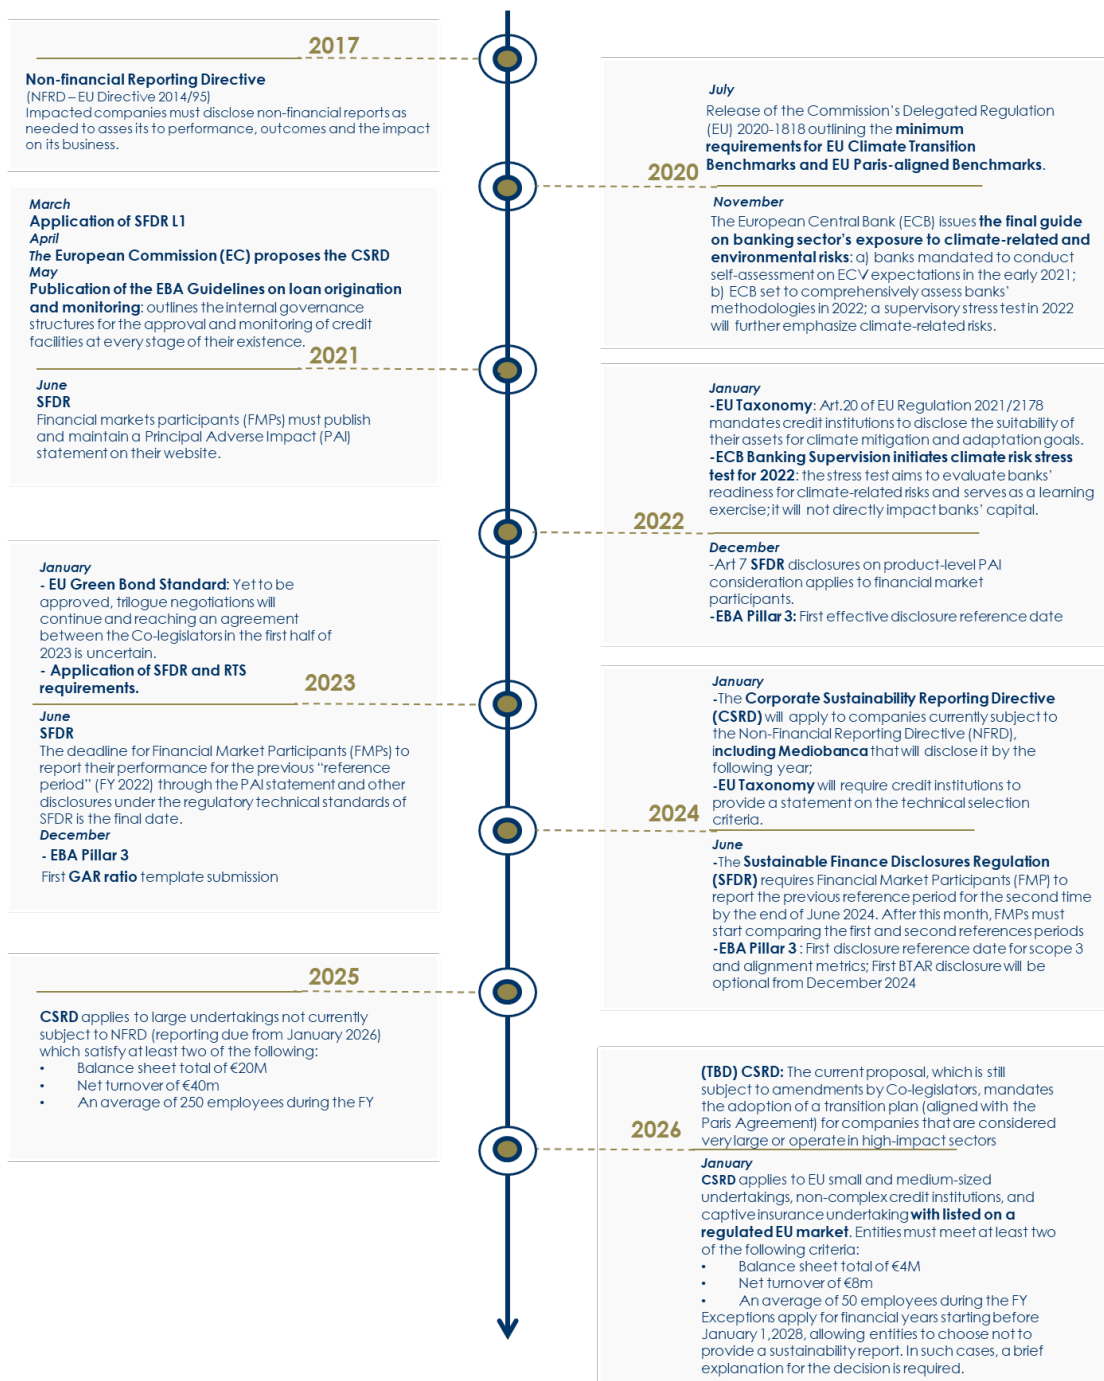 2017
Non-financial Reporting Directive
(NFRD – EU Directive 2014/95)
Impacted companies must disclose non-financial reports as
needed to asses its to performance, outcomes and the impact
on its business.
July
Release of the Commission's Delegated Regulation
(EU) 2020-1818 outlining the minimum
requirements for EU Climate Transition
Benchmarks and EU Paris-aligned Benchmarks.
2020
November
The European Central Bank (ECB) issues the final guide
on banking sector's exposure to climate-related and
environmental risks: a) banks mandated to conduct
self-assessment on ECV expectations in the early 2021;
b) ECB set to comprehensively assess banks'
methodologies in 2022; a supervisory stress test in 2022
will further emphasize climate-related risks.
March
Application of SFDR L1
April
The European Commission (EC) proposes the CSRD
May
Publication of the EBA Guidelines on loan origination
and monitoring: outlines the internal governance
structures for the approval and monitoring of credit
facilities at every stage of their existence.
2021
June
SFDR
Financial markets participants (FMPs) must publish
and maintain a Principal Adverse Impact (PAI)
statement on their website.
January
-EU Taxonomy: Art.20 of EU Regulation 2021/2178
mandates credit institutions to disclose the suitability of
their assets for climate mitigation and adaptation goals.
-ECB Banking Supervision initiates climate risk stress
test for 2022: the stress test aims to evaluate banks'
readiness for climate-related risks and serves as a learning
exercise; it will not directly impact banks' capital.
2022
December
-Art 7 SFDR disclosures on product-level PAI
consideration applies to financial market
participants.
-EBA Pillar 3: First effective disclosure reference date
January
- EU Green Bond Standard: Yet to be
approved, trilogue negotiations will
continue and reaching an agreement
between the Co-legislators in the first half of
2023 is uncertain.
- Application of SFDR and RTS
requirements.
2023
June
SFDR
The deadline for Financial Market Participants (FMPs) to
report their performance for the previous "reference
period" (FY 2022) through the PAI statement and other
disclosures under the regulatory technical standards of
SFDR is the final date.
December
- EBA Pillar 3
First GAR ratio template submission
January
-The Corporate Sustainability Reporting Directive
(CSRD) will apply to companies currently subject to
the Non-Financial Reporting Directive (NFRD),
including Mediobanca that will disclose it by the
following year;
-EU Taxonomy will require credit institutions to
provide a statement on the technical selection
criteria.
2024
June
-The Sustainable Finance Disclosures Regulation
(SFDR) requires Financial Market Participants (FMP) to
report the previous reference period for the second time
by the end of June 2024. After this month, FMPs must
start comparing the first and second references periods
-EBA Pillar 3 : First disclosure reference date for scope 3
and alignment metrics; First BTAR disclosure will be
optional from December 2024
2025
CSRD applies to large undertakings not currently
subject to NFRD (reporting due from January 2026)
which satisfy at least two of the following:
• Balance sheet total of €20M
• Net turnover of €40m
• An average of 250 employees during the FY
(TBD) CSRD: The current proposal, which is still
subject to amendments by Co-legislators, mandates
the adoption of a transition plan (aligned with the
Paris Agreement) for companies that are considered
very large or operate in high-impact sectors
2026
January
CSRD applies to EU small and medium-sized
undertakings, non-complex credit institutions, and
captive insurance undertaking with listed on a
regulated EU market. Entities must meet at least two
of the following criteria:
• Balance sheet total of €4M
• Net turnover of €8m
• An average of 50 employees during the FY
Exceptions apply for financial years starting before
January 1,2028, allowing entities to choose not to
provide a sustainability report. In such cases, a brief
explanation for the decision is required.